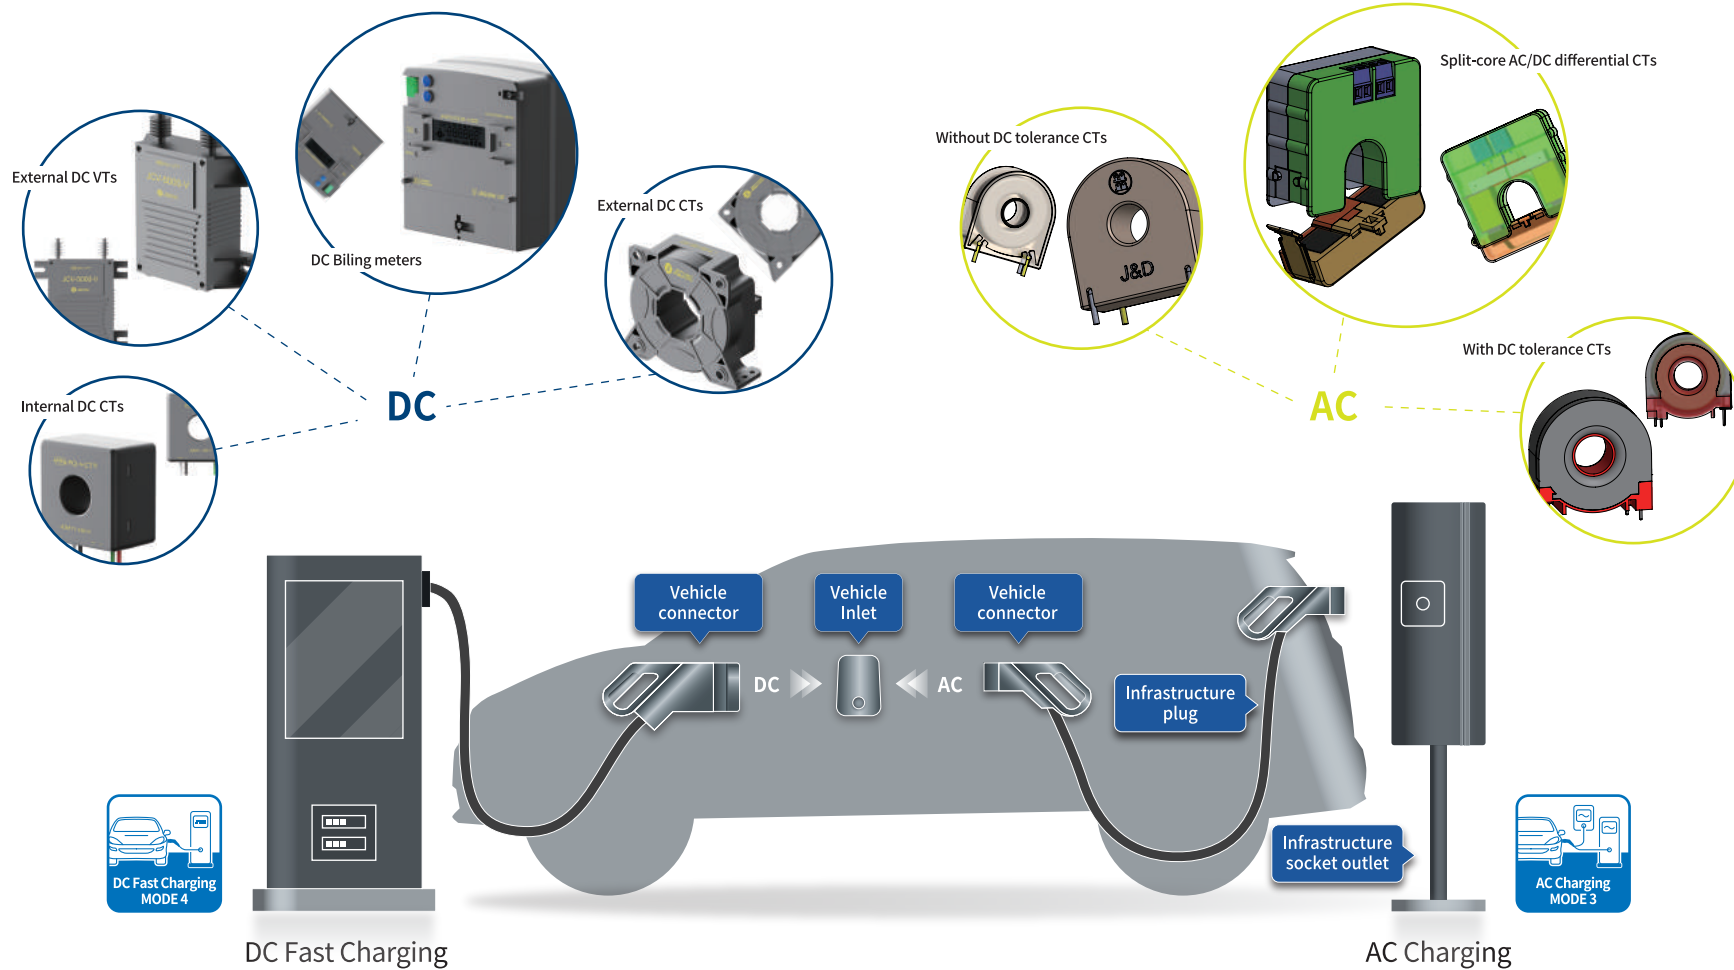 Split-core AC/DC differential CTs
Without DC tolerance CTs
External DC VTs
External DC CTs
DC Biling meters
J&D
With DC tolerance CTs
Internal DC CTs
DC
AC
Vehicle
connector
Vehicle
Inlet
Vehicle
connector
DC
AC
Infrastructure
plug
Infrastructure
socket outlet
DC Fast Charging
MODE 4
AC Charging
MODE 3
DC Fast Charging
AC Charging